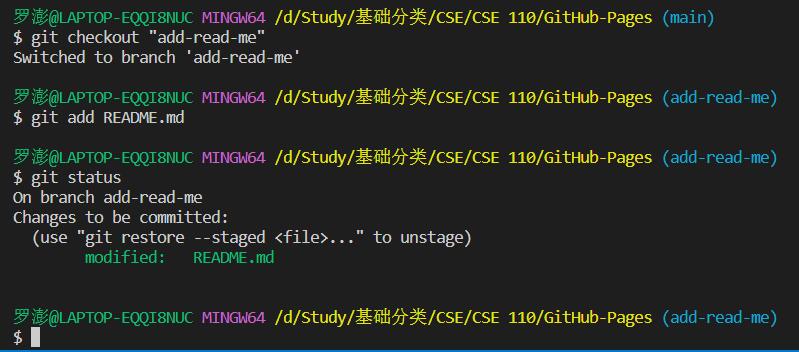 罗澎@LAPTOP-EQQI8NUC MINGW64 /d/Study/基础分类/CSE/CSE 110/GitHub-Pages (main)
$ git checkout "add-read-me"
Switched to branch 'add-read-me'
罗澎@LAPTOP-EQQI8NUC MINGW64 /d/Study/基础分类/CSE/CSE 110/GitHub-Pages (add-read-me)
$ git add README.md
罗澎@LAPTOP-EQQI8NUC MINGW64 /d/Study/基础分类/CSE/CSE 110/GitHub-Pages (add-read-me)
$ git status
On branch add-read-me
Changes to be committed:
  (use "git restore --staged <file>..." to unstage)
        modified:   README.md
罗澎@LAPTOP-EQQI8NUC MINGW64 /d/Study/基础分类/CSE/CSE 110/GitHub-Pages (add-read-me)
$